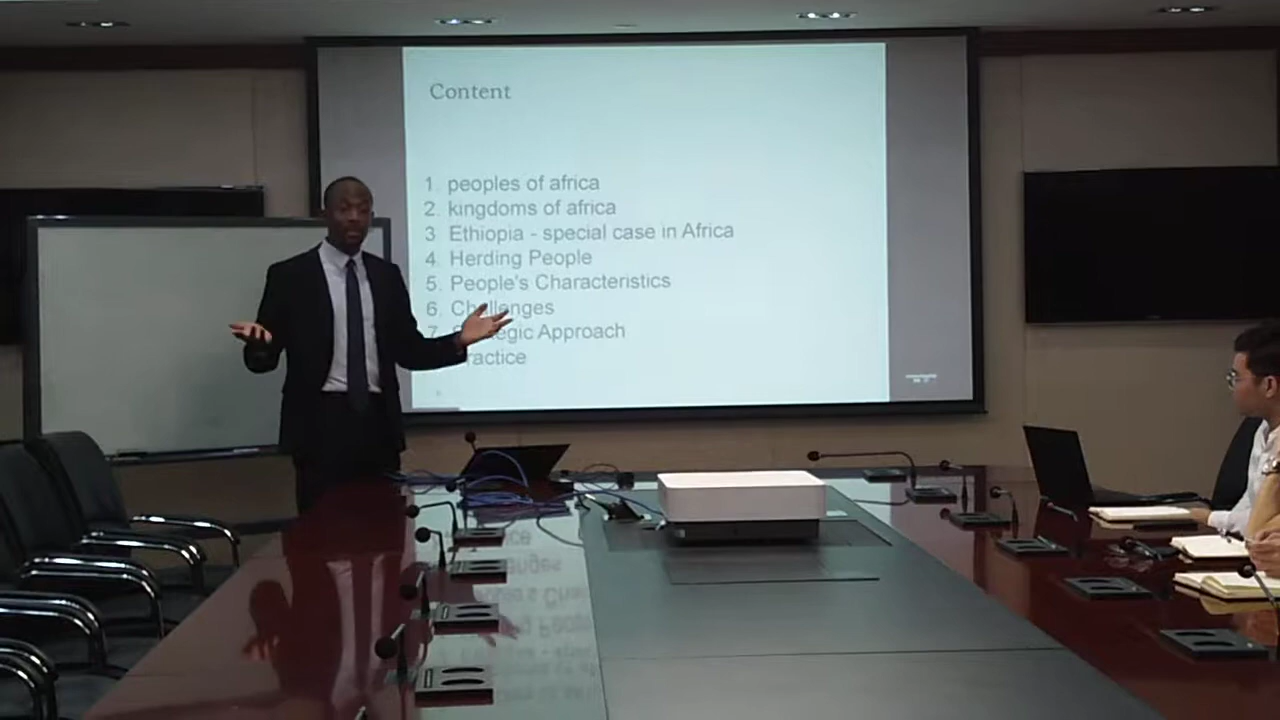 Content
1. peoples of africa
2. kingdoms of africa
3 Ethiopia - special case in Africa
4 Herding People
5. People's Characteristics
6. Challenges
7 Approach